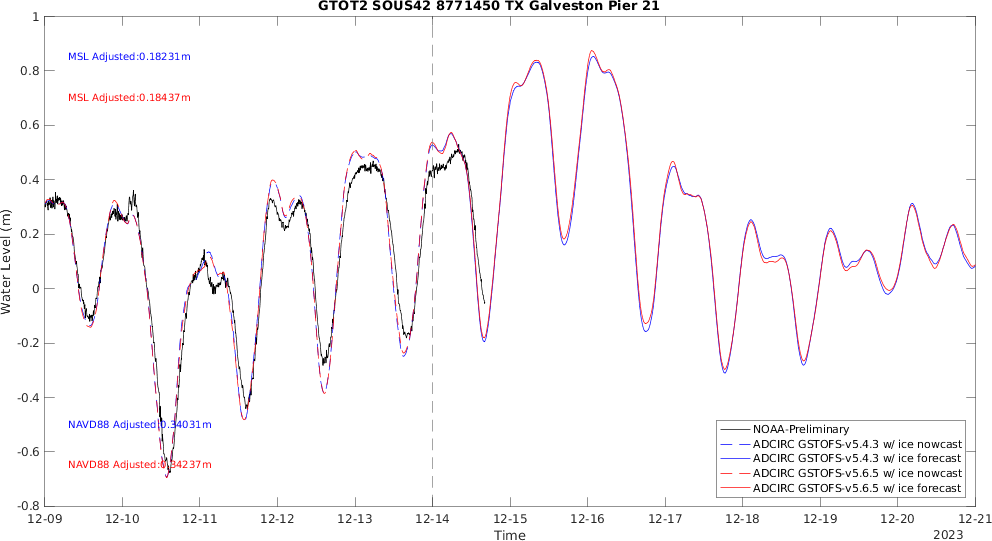 GTOT2 SOUS42 8771450 TX Galveston Pier 21
1
0.8
0.6
0.4
0.2
0
-0.2
-0.4
-0.6
-0.8
Water Level (m)
MSL Adjusted:0.18231m
MSL Adjusted:0.18437m
NAVD88 Adjusted:0.34031m
NAVD88 Adjusted:0.34237m
NOAA-Preliminary
ADCIRC GSTOFS-v5.4.3 w/ ice nowcast
ADCIRC GSTOFS-v5.4.3 w/ ice forecast
ADCIRC GSTOFS-v5.6.5 w/ ice nowcast
ADCIRC GSTOFS-v5.6.5 w/ ice forecast
12-09 12-10 12-11 12-12 12-13 12-14 12-15 12-16 12-17 12-18 12-19 12-20 12-21
Time
2023